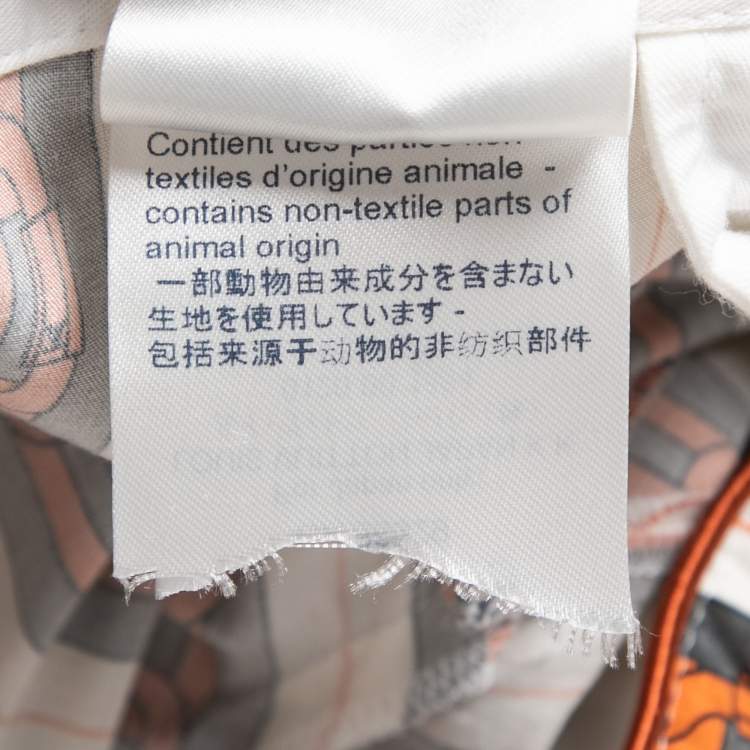 Contient des parties non-
textiles d'origine animale -
contains non-textile parts of
animal origin
一部動物由来成分を含まない
生地を使用しています -
包括来源于动物的非纺织部件